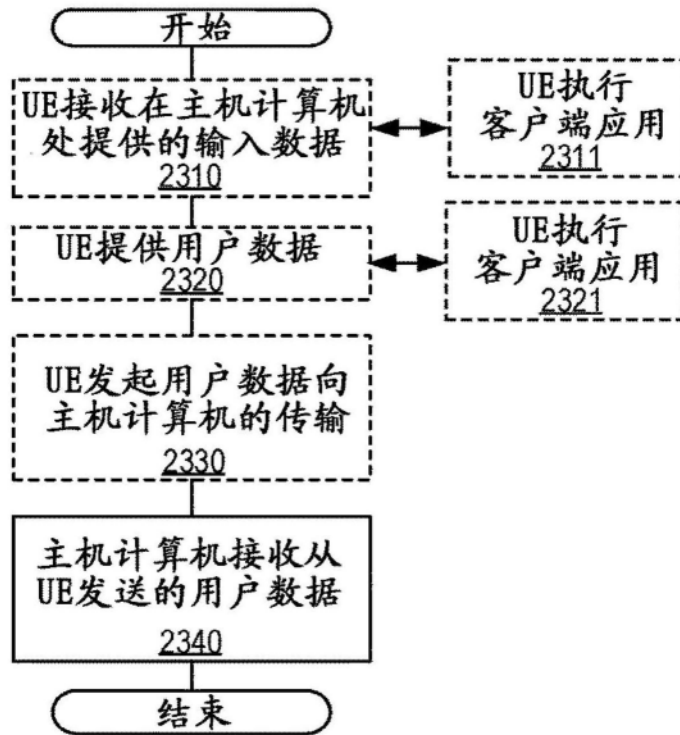 开始
UE接收在主机计算机
处提供的输入数据
2310
UE执行
客户端应用
2311
UE提供用户数据
2320
UE执行
客户端应用
2321
UE发起用户数据向
主机计算机的传输
2330
主机计算机接收从
UE发送的用户数据
2340
结束